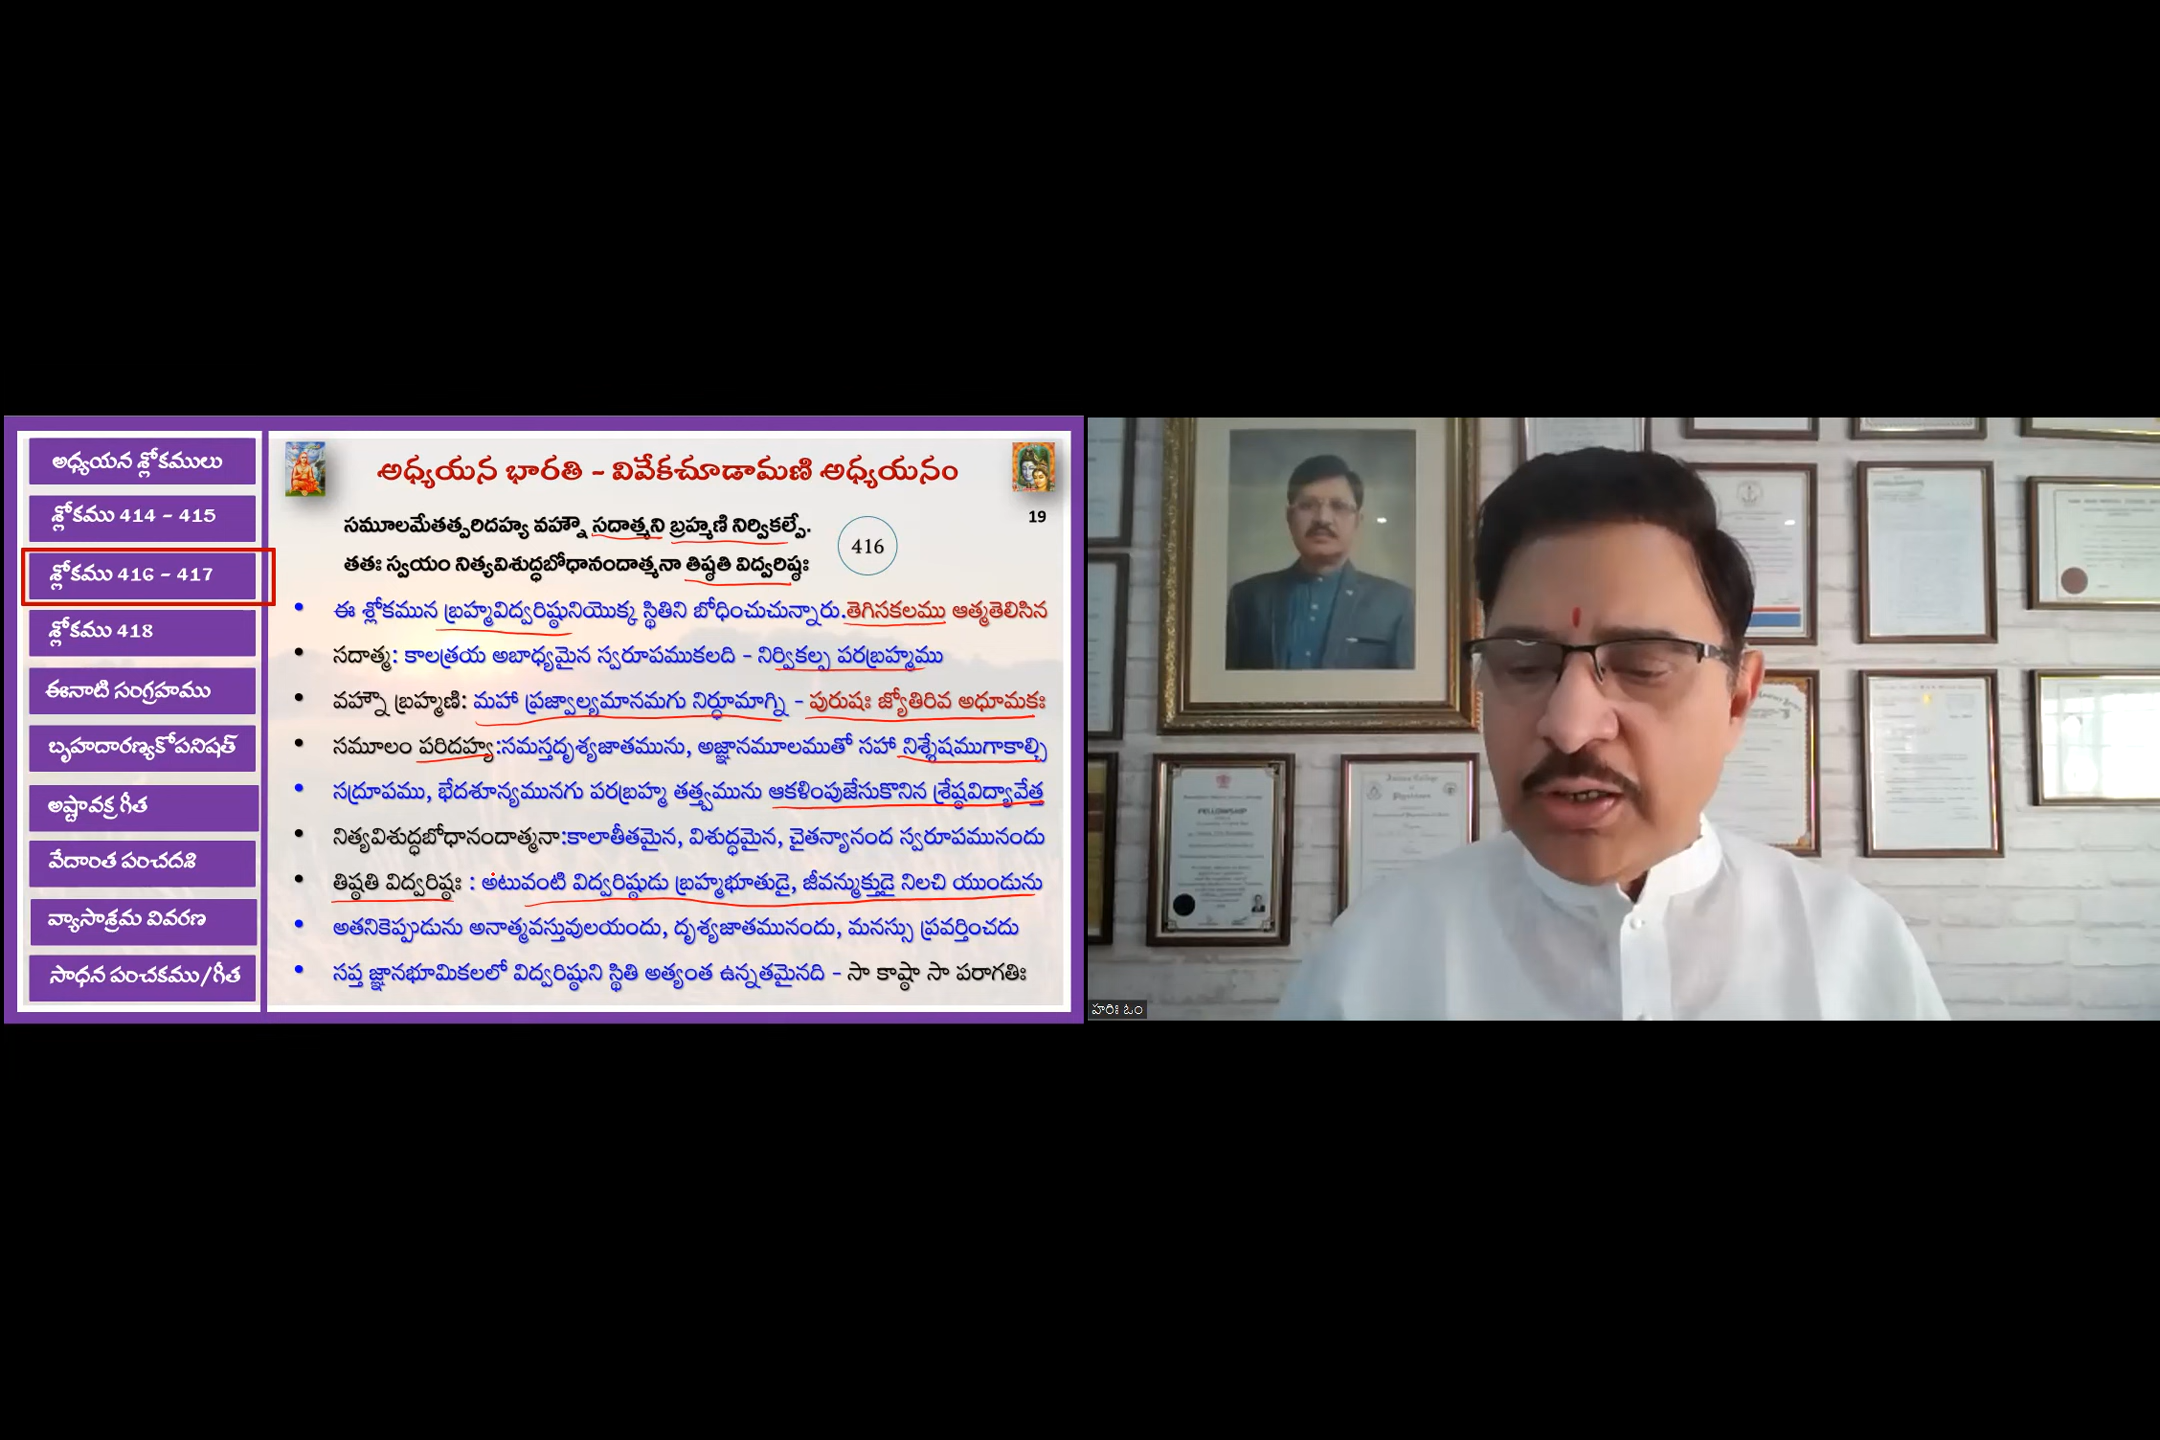 అధ్యయన శ్లోకములు
శ్లోకము 414 - 415
శ్లోకము 416 - 417
శ్లోకము 418
ఈనాటి సంగ్రహము
బృహదారణ్యకోపనిషత్
అష్టావక్ర గీత
వేదాంత పంచదశి
వ్యాసాశ్రమ వివరణ
సాధన పంచకము/గీత
అధ్యయన భారతి - వివేకచూడామణి అధ్యయనం
19
సమూలమేతత్పరిదహ్య వహ్నౌ సదాత్మని బ్రహ్మణి నిర్వికల్పే.
416
తతః స్వయం నిత్యవిశుద్ధబోధానందాత్మనా తిష్ఠతి విద్వరిష్ఠః
• ఈ శ్లోకమున బ్రహ్మవిద్వరిష్ఠునియొక్క స్థితిని బోధించుచున్నారు.తెగిసకలము ఆత్మతెలిసిన
• సదాత్మ: కాలత్రయ అబాధ్యమైన స్వరూపముకలది - నిర్వికల్ప పరబ్రహ్మము
• వహ్నౌ బ్రహ్మణి: మహా ప్రజ్వాల్యమానమగు నిర్ధూమాగ్ని - పురుషః జ్యోతిరివ అధూమకః
• సమూలం పరిదహ్య:సమస్తదృశ్యజాతమును, అజ్ఞానమూలముతో సహా నిశ్శేషముగాకాల్చి
• సద్రూపము, భేదశూన్యమునగు పరబ్రహ్మ తత్త్వమును ఆకళింపుజేసుకొనిన శ్రేష్ఠవిద్యావేత్త
• నిత్యవిశుద్ధబోధానందాత్మనా:కాలాతీతమైన, విశుద్ధమైన, చైతన్యానంద స్వరూపమునందు
• తిష్ఠతి విద్వరిష్ఠః : అటువంటి విద్వరిష్ఠుడు బ్రహ్మభూతుడై, జీవన్ముక్తుడై నిలచి యుండును
• అతనికెప్పుడును అనాత్మవస్తువులయందు, దృశ్యజాతమునందు, మనస్సు ప్రవర్తించదు
• సప్త జ్ఞానభూమికలలో విద్వరిష్ఠుని స్థితి అత్యంత ఉన్నతమైనది - సా కాష్ఠా సా పరాగతిః
FELLOWSHIP
హరిః ఓం